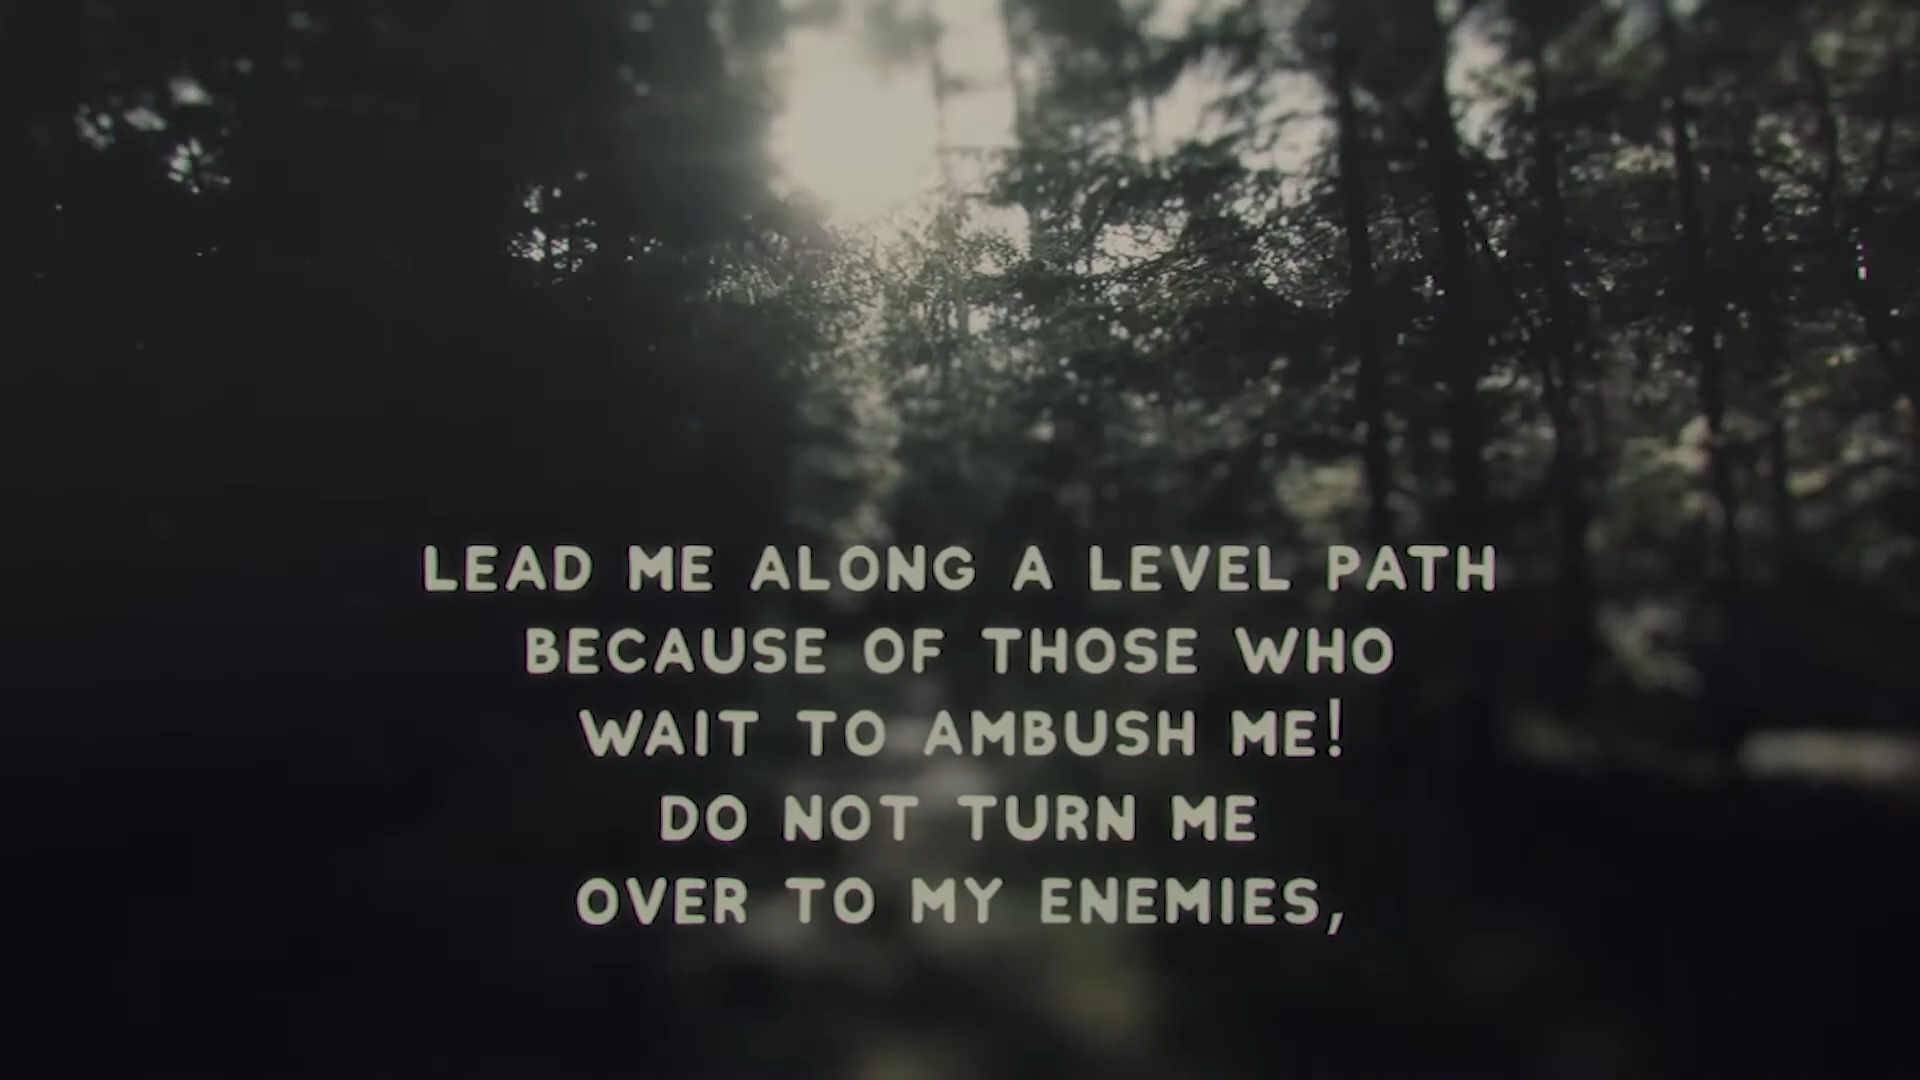 LEAD ME ALONG A LEVEL PATH
BECAUSE OF THOSE WHO
WAIT TO AMBUSH ME!
DO NOT TURN ME
OVER TO MY ENEMIES,